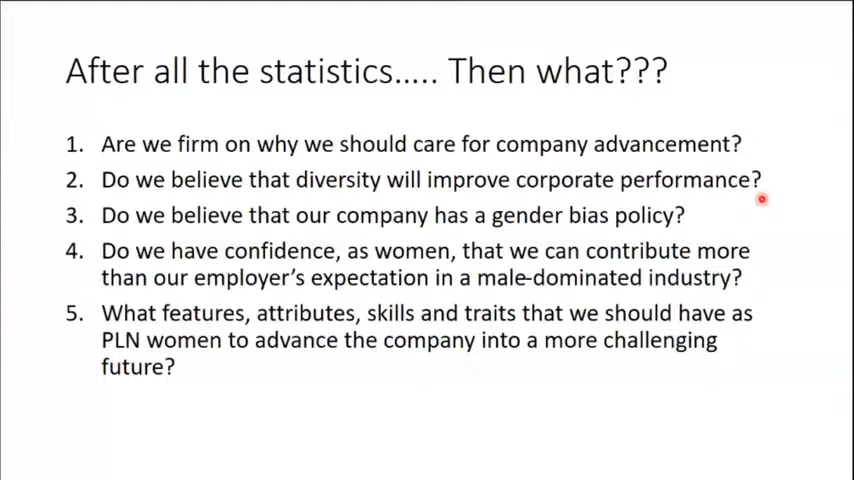 After all the statistics..... Then what???
1. Are we firm on why we should care for company advancement?
2. Do we believe that diversity will improve corporate performance?
3. Do we believe that our company has a gender bias policy?
4. Do we have confidence, as women, that we can contribute more
than our employer's expectation in a male-dominated industry?
5. What features, attributes, skills and traits that we should have as
PLN women to advance the company into a more challenging
future?